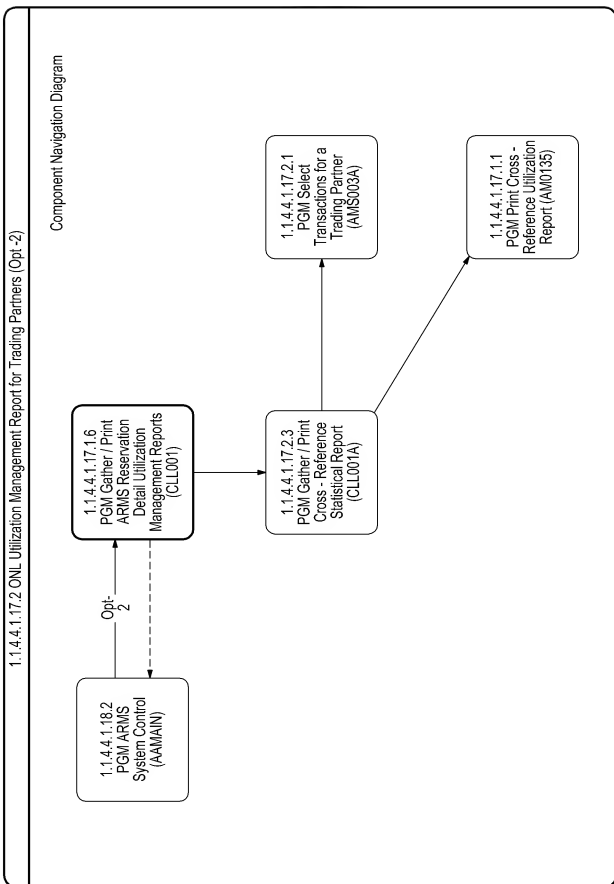 1.1.4.4.1.17.2 ONL Utilization Management Report for Trading Partners (Opt -2)
Component Navigation Diagram
1.1.4.4.1.18.2
PGM ARMS
System Control
(AAMAIN)
Opt-
2
1.1.4.4.1.17.1.6
PGM Gather / Print
ARMS Reservation
Detail Utilization
Management Reports
(CLL001)
1.1.4.4.1.17.2.3
PGM Gather / Print
Cross - Reference
Statistical Report
(CLL001A)
1.1.4.4.1.17.2.1
PGM Select
Transactions for a
Trading Partner
(AMS003A)
1.1.4.4.1.17.1.1
PGM Print Cross -
Reference Utilization
Report (AM0135)